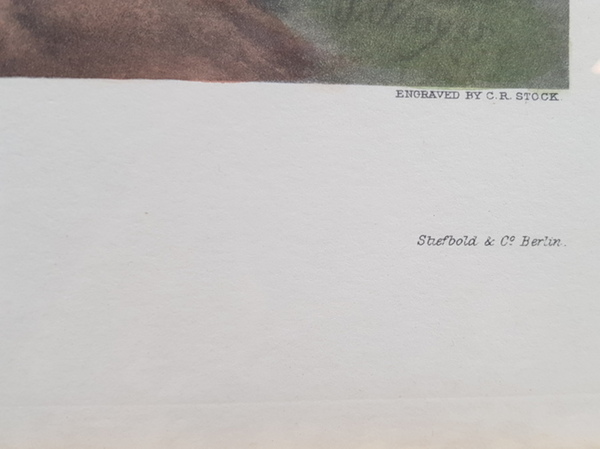 ENGRAVED BY C.R. STOCK.
Stiefbold & Cº Berlin.